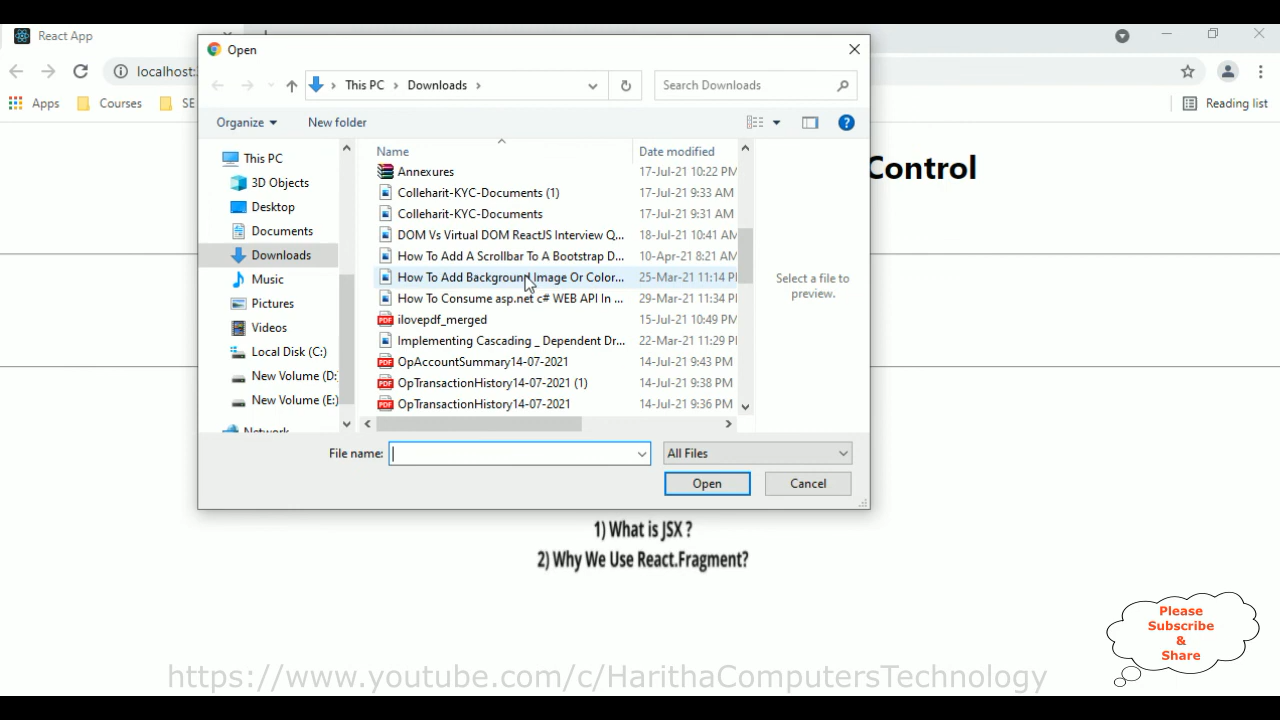 React App
Open
localhost:
This PC
Downloads
Search Downloads
Apps
Courses
SE
Reading list
Organize
New folder
Control
This PC
3D Objects
Desktop
Documents
Downloads
Music
Pictures
Videos
Local Disk (C:)
New Volume (D:
New Volume (E:)
Network
Name
Date modified
Annexures
17-Jul-21 10:22 PM
Colleharit-KYC-Documents (1)
17-Jul-21 9:33 AM
Colleharit-KYC-Documents
17-Jul-21 9:31 AM
DOM Vs Virtual DOM ReactJS Interview Q...
18-Jul-21 10:41 AM
How To Add A Scrollbar To A Bootstrap D...
10-Apr-21 8:21 AM
How To Add Background Image Or Color...
25-Mar-21 11:14 P
How To Consume asp.net c# WEB API In ...
29-Mar-21 11:34 P
ilovepdf_merged
15-Jul-21 10:49 PM
Implementing Cascading _ Dependent Dr...
22-Mar-21 11:29 P
OpAccountSummary14-07-2021
14-Jul-21 9:43 PM
OpTransactionHistory14-07-2021 (1)
14-Jul-21 9:38 PM
OpTransactionHistory14-07-2021
14-Jul-21 9:36 PM
Select a file to
preview.
File name:
All Files
Open
Cancel
1) What is JSX ?
2) Why We Use React.Fragment?
Please
Subscribe
&
Share
https://www.youtube.com/c/HarithaComputersTechnology